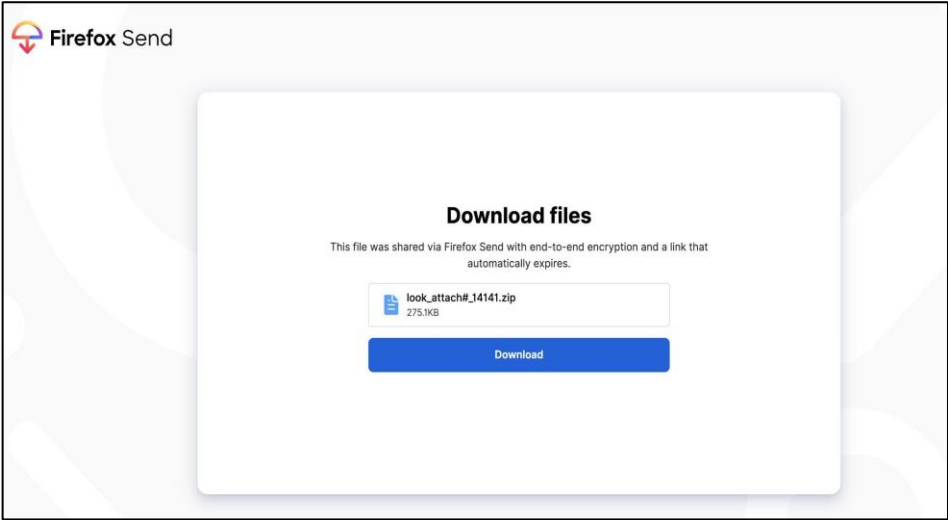 Firefox Send
Download files
This file was shared via Firefox Send with end-to-end encryption and a link that
automatically expires.
look_attach#_14141.zip
275.1KB
Download